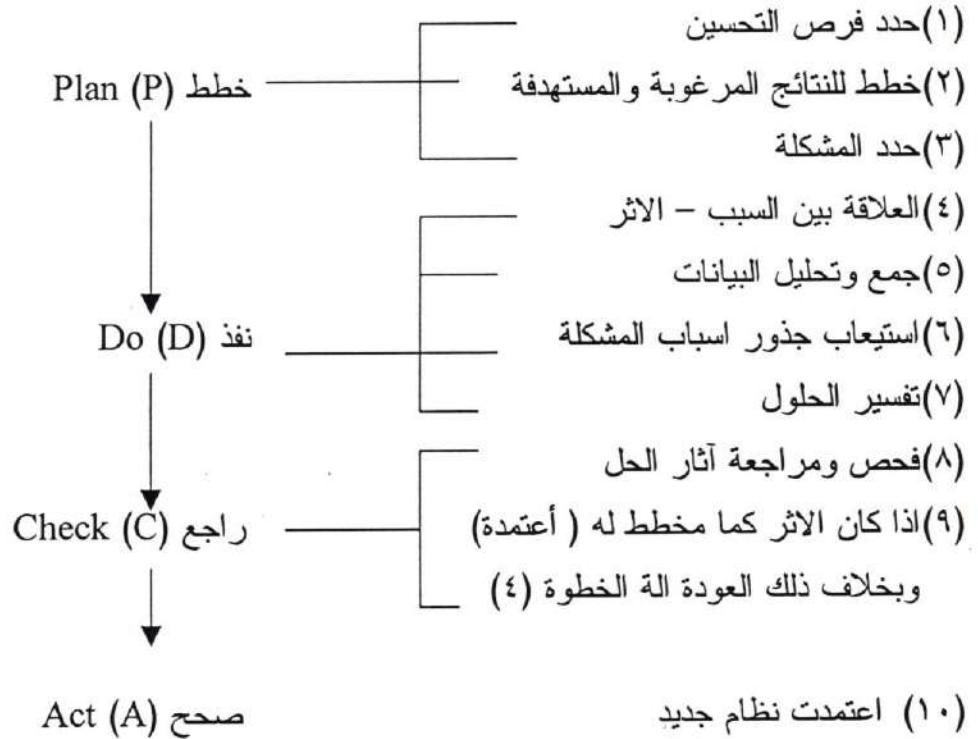 (١)حدد فرص التحسين
خطط Plan (P)
(٢)خطط للنتائج المرغوبة والمستهدفة
(٣)حدد المشكلة
(٤)العلاقة بين السبب – الاثر
(٥)جمع وتحليل البيانات
نفذ Do (D)
(٦)استيعاب جذور اسباب المشكلة
(٧)تفسير الحلول
(٨)فحص ومراجعة آثار الحل
راجع Check (C)
(٩)اذا كان الاثر كما مخطط له ( أعتمدة)
وبخلاف ذلك العودة الة الخطوة (٤)
صحح Act (A)
(١٠) اعتمدت نظام جديد